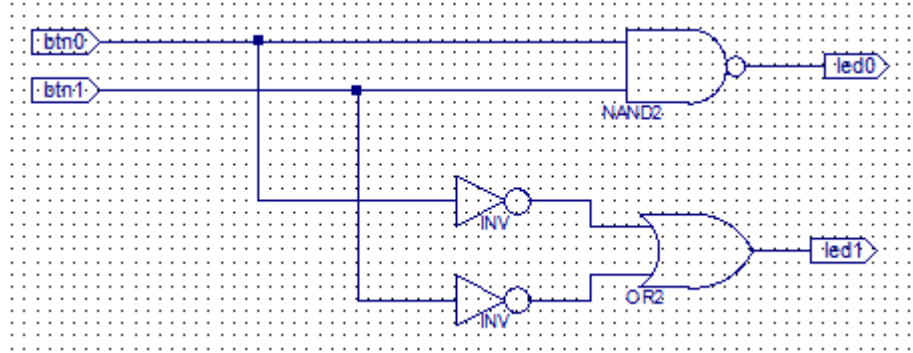 btn0
led0
btn1
NAND2
INV
led1
OR2
INV